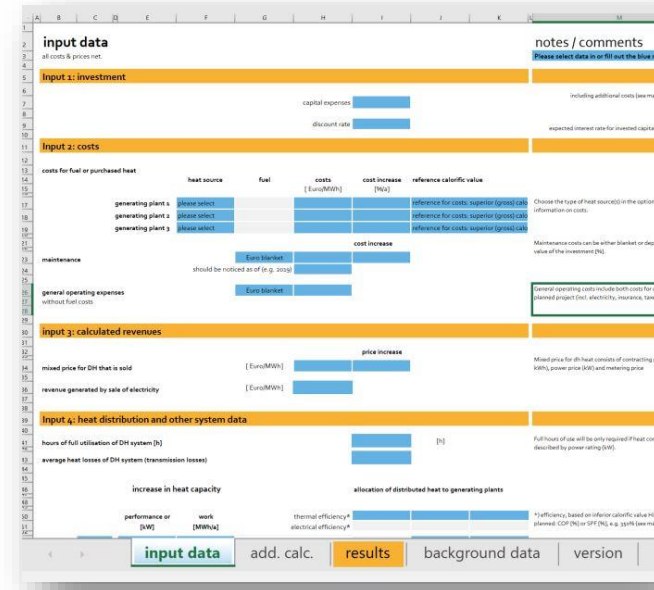 A B C D E F G H I J K L M
input data
notes / comments
all costs & prices net.
Please select data in or fill out the blue
Input 1: investment
including additional costs (see
capital expenses
discount rate
expected interest rate for invested
Input 2: costs
costs for fuel or purchased heat
heat source fuel costs cost increase reference calorific value
[ Euro/MWh] [%/a]
generating plant 1 please select reference for costs: superior (gross) calo
Choose the type of heat source(s) in the
generating plant 2 please select reference for costs: superior (gross) calo
information on costs.
generating plant 3 please select reference for costs: superior (gross) calo
cost increase
Maintenance costs can be either blanket or
value of the investment [%].
maintenance Euro blanket
should be noticed as of (e.g. 2019)
general operating expenses Euro blanket
General operating costs include both costs for
without fuel costs
planned project (incl. electricity, insurance,
input 3: calculated revenues
price increase
mixed price for DH that is sold [ Euro/MWh]
Mixed price for dh heat consists of contracting
kWh), power price (kW) and metering price
revenue generated by sale of electricity [ Euro/MWh]
Input 4: heat distribution and other system data
hours of full utilisation of DH system [h] [h]
Full hours of use will be only required if heat
described by power rating (kW).
average heat losses of DH system (transmission losses)
increase in heat capacity allocation of distributed heat to generating plants
performance or work thermal efficiency*
[kW] [MWh/a] electrical efficiency*
*) efficiency, based on inferior calorific value
planned: COP [%] or SPF [%], e.g. 350% (see
input data add. calc. results background data version